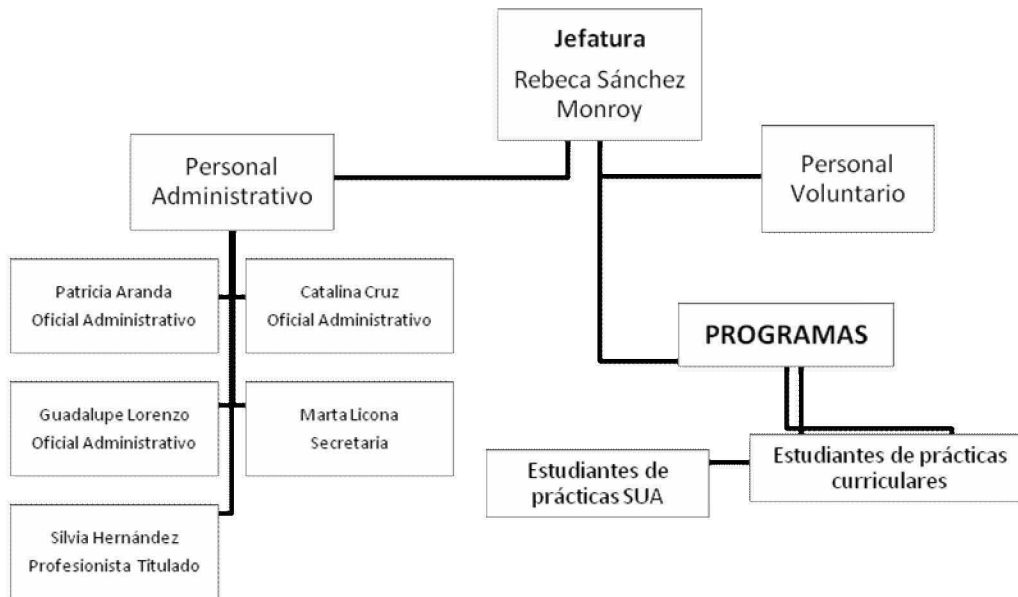 Jefatura
Rebeca Sánchez
Monroy
Personal
Administrativo
Personal
Voluntario
Patricia Aranda
Oficial Administrativo
Catalina Cruz
Oficial Administrativo
PROGRAMAS
Guadalupe Lorenzo
Oficial Administrativo
Marta Licona
Secretaria
Estudiantes de
prácticas SUA
Estudiantes de prácticas
curriculares
Silvia Hernández
Profesionista Titulado